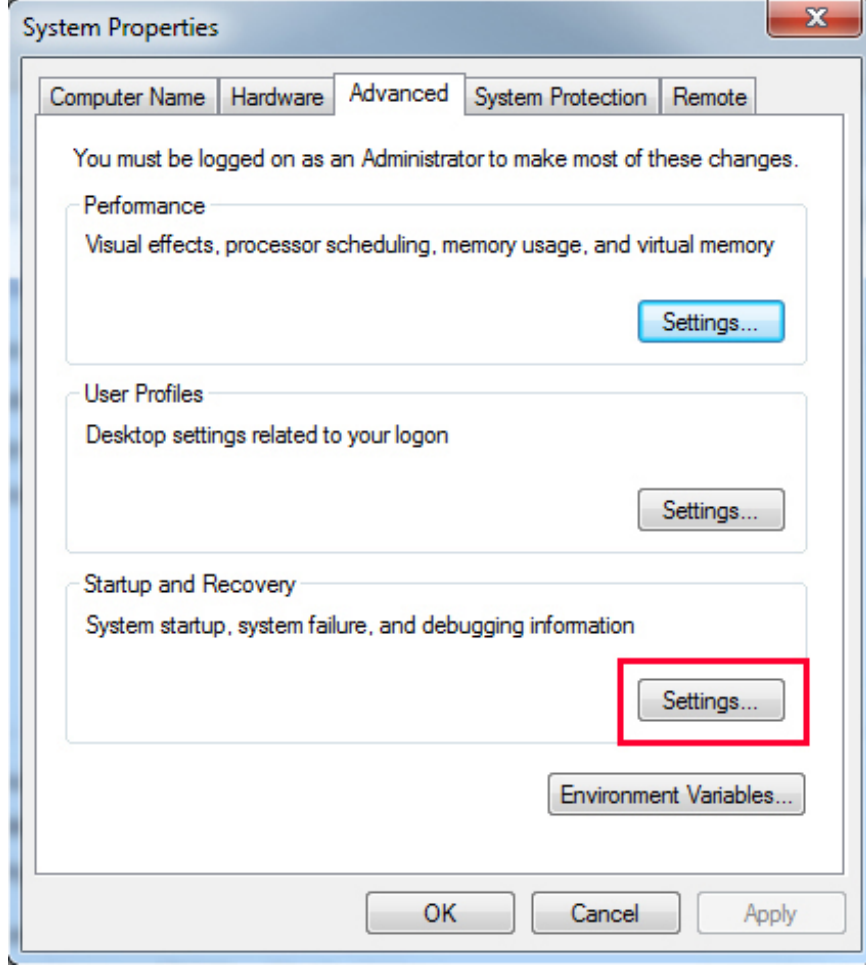 System Properties
Computer Name
Hardware
Advanced
System Protection
Remote
You must be logged on as an Administrator to make most of these changes.
Performance
Visual effects, processor scheduling, memory usage, and virtual memory
Settings...
User Profiles
Desktop settings related to your logon
Settings...
Startup and Recovery
System startup, system failure, and debugging information
Settings...
Environment Variables...
OK
Cancel
Apply